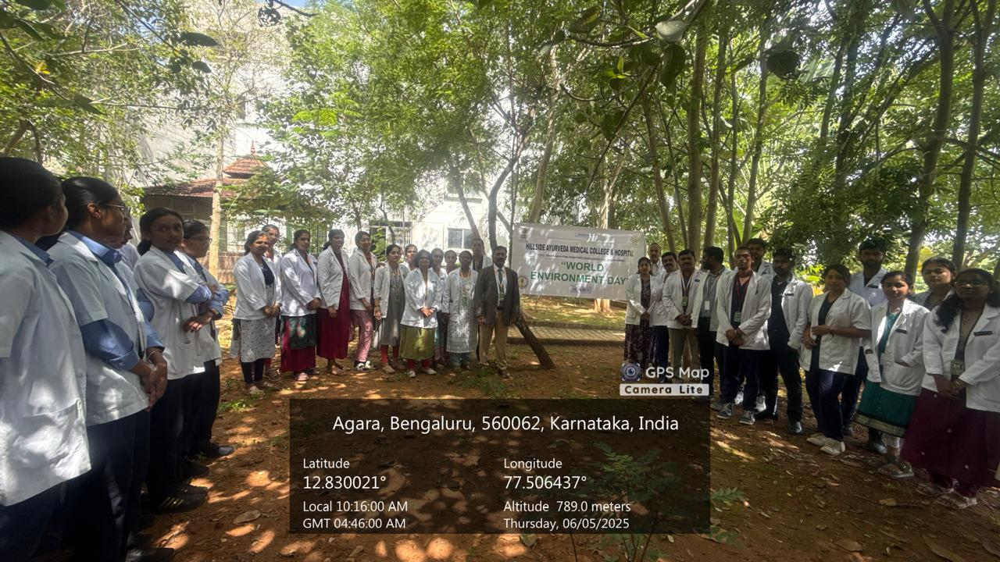 HILLSIDE AYURVEDA MEDICAL COLLEGE & HOSPITAL
“WORLD
ENVIRONMENT DAY”
GPS Map
Camera Lite
Agara, Bengaluru, 560062, Karnataka, India
Latitude
12.830021°
Longitude
77.506437°
Local 10:16:00 AM
GMT 04:46:00 AM
Altitude 789.0 meters
Thursday, 06/05/2025